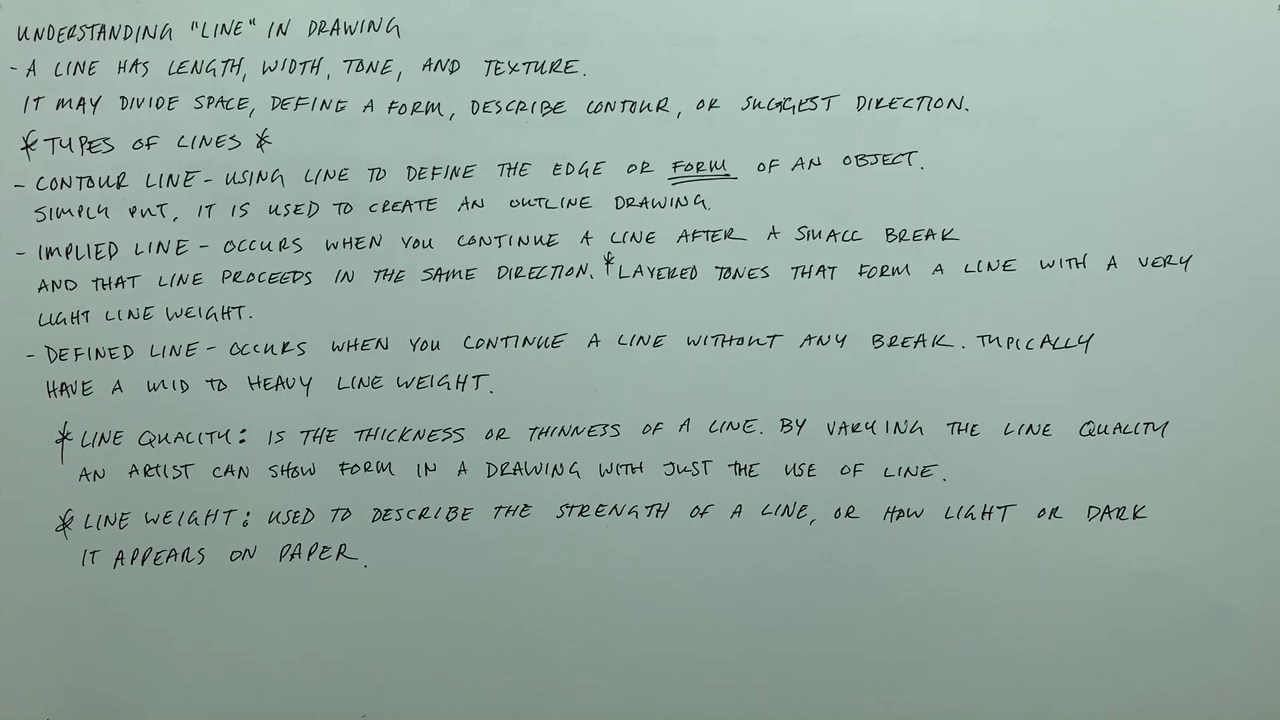 UNDERSTANDING "LINE" IN DRAWING
- A LINE HAS LENGTH, WIDTH, TONE, AND TEXTURE.
IT MAY DIVIDE SPACE, DEFINE A FORM, DESCRIBE CONTOUR, OR SUGGEST DIRECTION.
* TYPES OF LINES *
- CONTOUR LINE - USING LINE TO DEFINE THE EDGE OR FORM OF AN OBJECT.
SIMPLY PUT, IT IS USED TO CREATE AN OUTLINE DRAWING.
- IMPLIED LINE - OCCURS WHEN YOU CONTINUE A LINE AFTER A SMALL BREAK
AND THAT LINE PROCEEDS IN THE SAME DIRECTION. * LAYERED TONES THAT FORM A LINE WITH A VERY
LIGHT LINE WEIGHT.
- DEFINED LINE - OCCURS WHEN YOU CONTINUE A LINE WITHOUT ANY BREAK. TYPICALLY
HAVE A MID TO HEAVY LINE WEIGHT.
* LINE QUALITY: IS THE THICKNESS OR THINNESS OF A LINE. BY VARYING THE LINE QUALITY
AN ARTIST CAN SHOW FORM IN A DRAWING WITH JUST THE USE OF LINE.
* LINE WEIGHT: USED TO DESCRIBE THE STRENGTH OF A LINE, OR HOW LIGHT OR DARK
IT APPEARS ON PAPER.